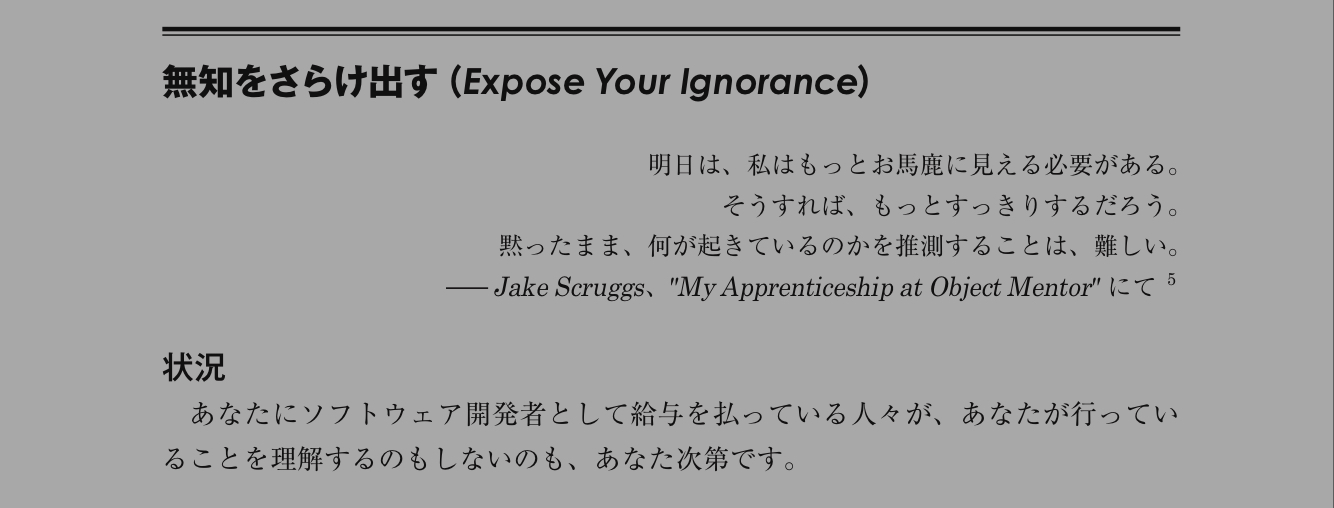 無知をさらけ出す（Expose Your Ignorance）
明日は、私はもっとお馬鹿に見える必要がある。
そうすれば、もっとすっきりするだろう。
黙ったまま、何が起きているのかを推測することは、難しい。
―― Jake Scruggs、"My Apprenticeship at Object Mentor" にて 5
状況
あなたにソフトウェア開発者として給与を払っている人々が、あなたが行ってい
ることを理解するのもしないのも、あなた次第です。